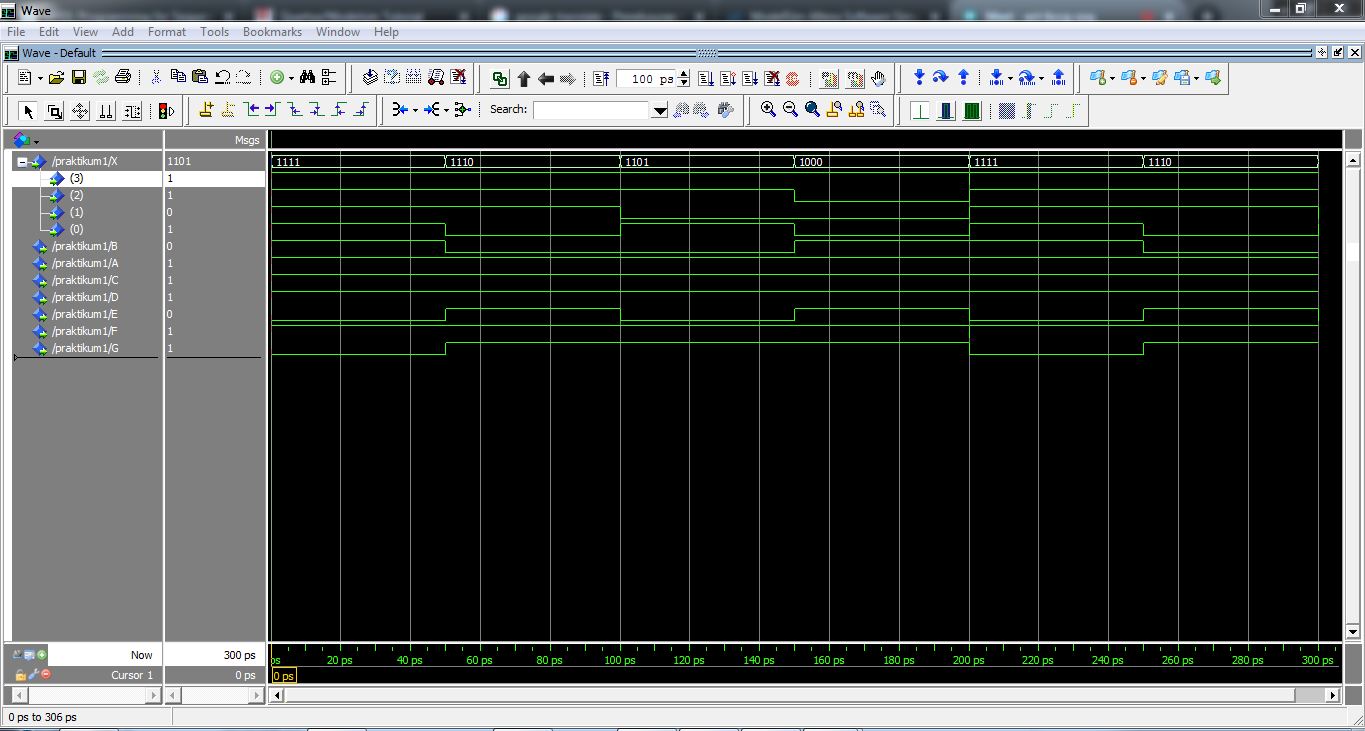 Wave
File Edit View Add Format Tools Bookmarks Window Help
Wave - Default
100 ps
Search:
Msgs
/praktikum1/X 1101 1111 1110 1101 1000 1111 1110
(3) 1
(2) 1
(1) 0
(0) 1
/praktikum1/B 0
/praktikum1/A 1
/praktikum1/C 1
/praktikum1/D 1
/praktikum1/E 0
/praktikum1/F 1
/praktikum1/G 1
Now 300 ps ps 20 ps 40 ps 60 ps 80 ps 100 ps 120 ps 140 ps 160 ps 180 ps 200 ps 220 ps 240 ps 260 ps 280 ps 300 ps
Cursor 1 0 ps 0 ps
0 ps to 306 ps